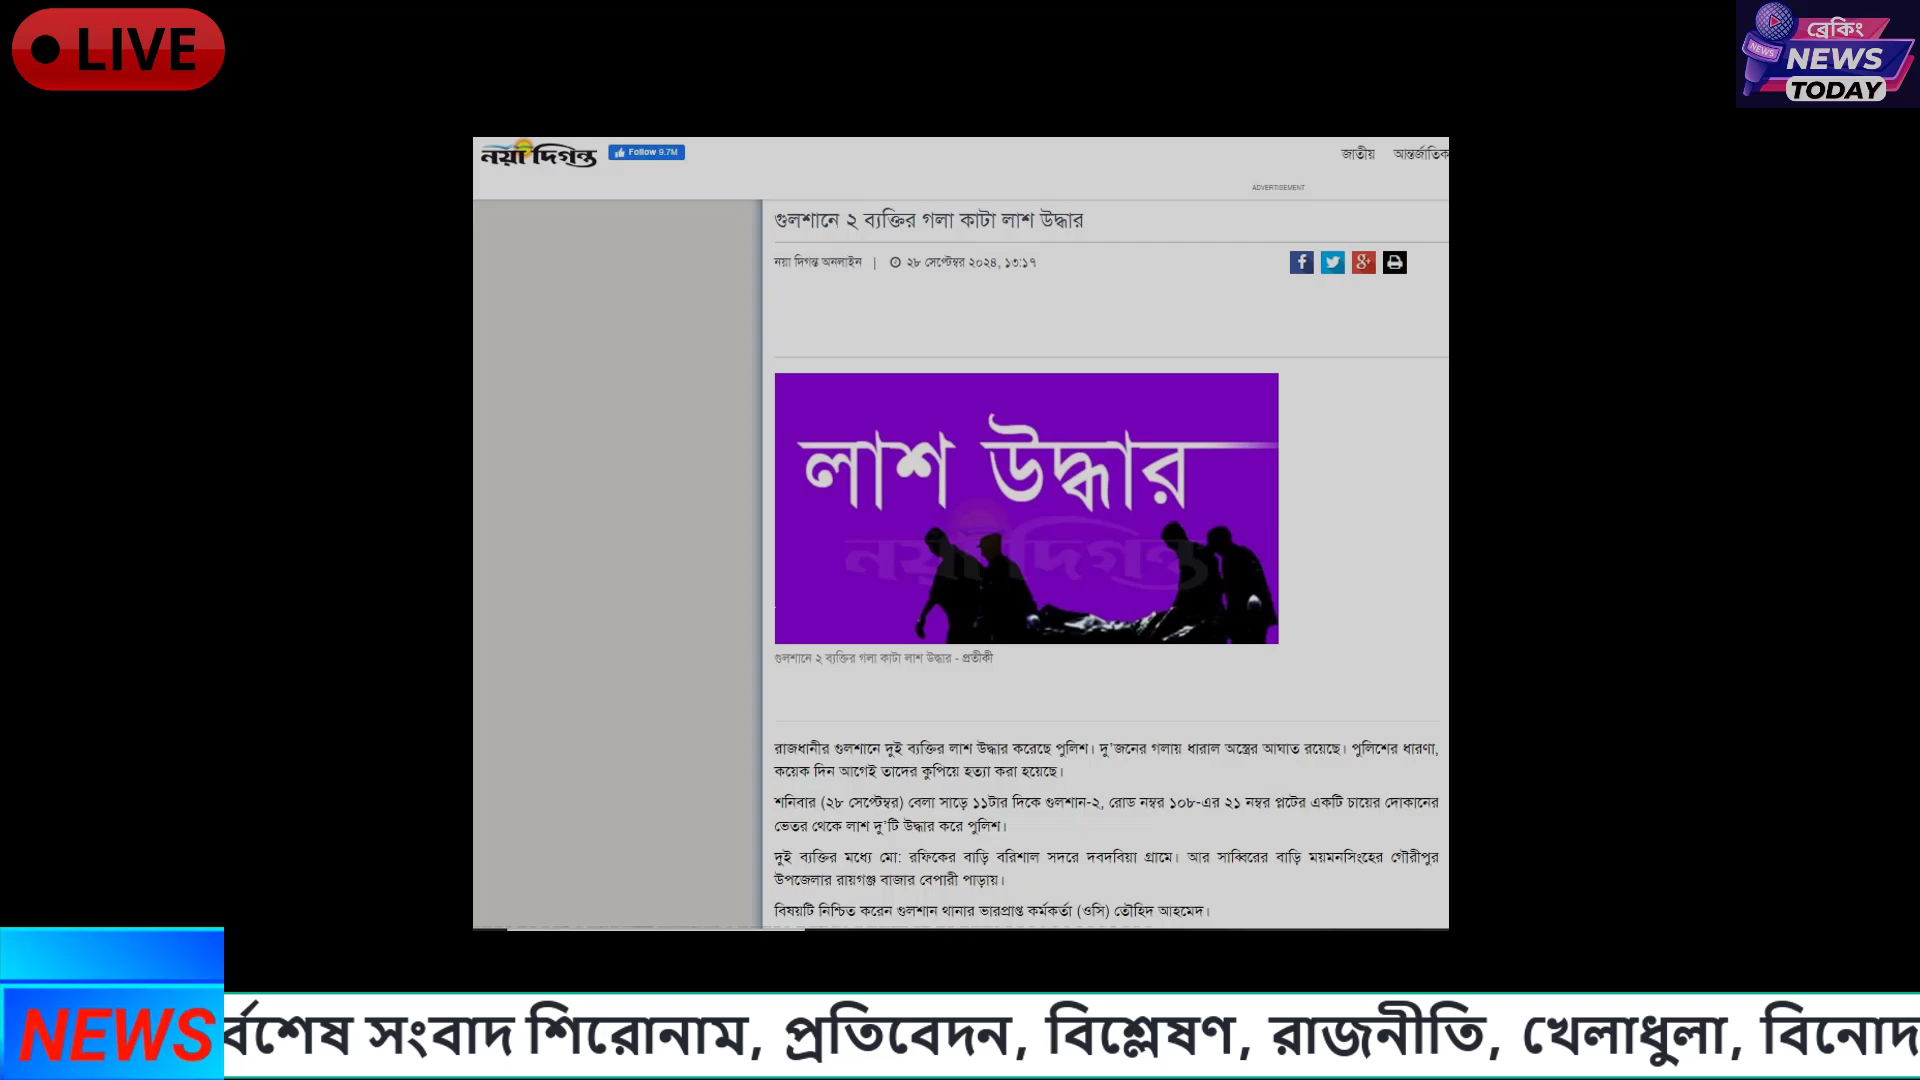 LIVE
ব্রেকিং
NEWS
NEWS
TODAY
নয়া দিগন্ত
Follow 9.7M
জাতীয় আন্তর্জাতিক
ADVERTISEMENT
গুলশানে ২ ব্যক্তির গলা কাটা লাশ উদ্ধার
নয়া দিগন্ত অনলাইন | ২৮ সেপ্টেম্বর ২০২৪, ১৩:১৭
লাশ উদ্ধার
নয়া দিগন্ত
গুলশানে ২ ব্যক্তির গলা কাটা লাশ উদ্ধার - প্রতীকী
রাজধানীর গুলশানে দুই ব্যক্তির লাশ উদ্ধার করেছে পুলিশ। দু’জনের গলায় ধারাল অস্ত্রের আঘাত রয়েছে। পুলিশের ধারণা,
কয়েক দিন আগেই তাদের কুপিয়ে হত্যা করা হয়েছে।
শনিবার (২৮ সেপ্টেম্বর) বেলা সাড়ে ১১টার দিকে গুলশান-২, রোড নম্বর ১০৮-এর ২১ নম্বর প্লটের একটি চায়ের দোকানের
ভেতর থেকে লাশ দু’টি উদ্ধার করে পুলিশ।
দুই ব্যক্তির মধ্যে মো: রফিকের বাড়ি বরিশাল সদরে দবদবিয়া গ্রামে। আর সাব্বিরের বাড়ি ময়মনসিংহের গৌরীপুর
উপজেলার রায়গঞ্জ বাজার বেপারী পাড়ায়।
বিষয়টি নিশ্চিত করেন গুলশান থানার ভারপ্রাপ্ত কর্মকর্তা (ওসি) তৌহিদ আহমেদ।
NEWS
র্বশেষ সংবাদ শিরোনাম, প্রতিবেদন, বিশ্লেষণ, রাজনীতি, খেলাধুলা, বিনোদ